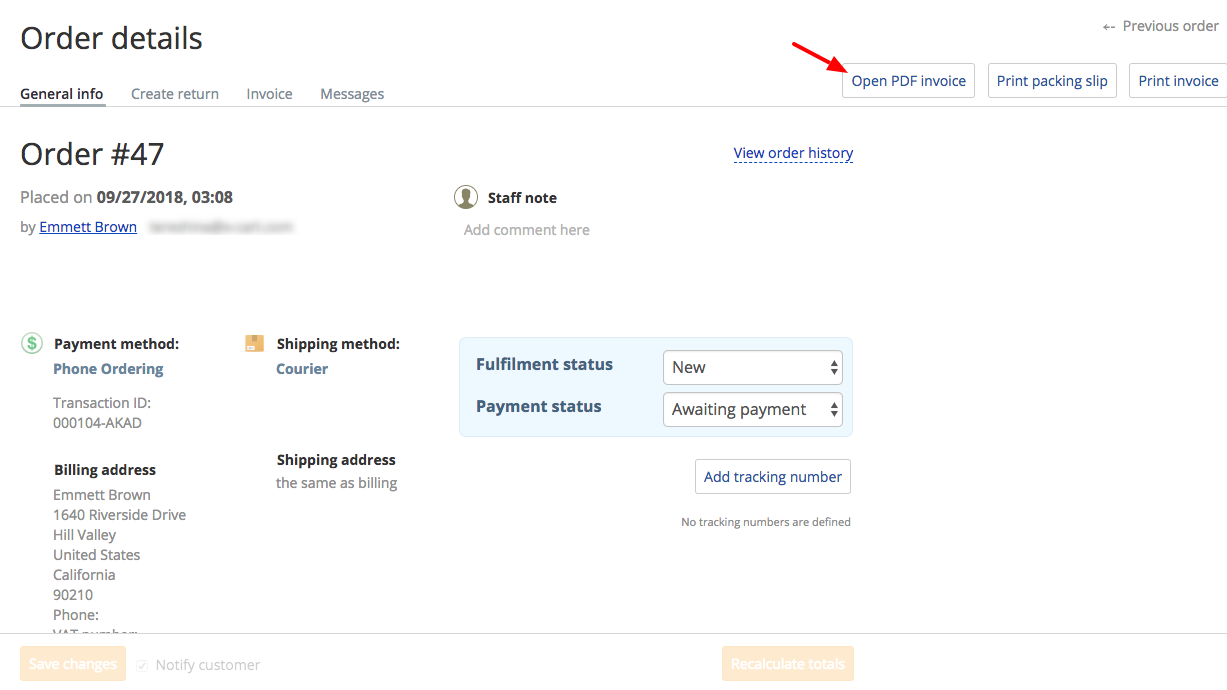 Order details
← Previous order
General info Create return Invoice Messages
Open PDF invoice Print packing slip Print invoice
Order #47
View order history
Placed on 09/27/2018, 03:08
by Emmett Brown
Staff note
Add comment here
Payment method:
Phone Ordering
Transaction ID:
000104-AKAD
Shipping method:
Courier
Fulfilment status New
Payment status Awaiting payment
Billing address
Emmett Brown
1640 Riverside Drive
Hill Valley
United States
California
90210
Phone:
VAT number:
Shipping address
the same as billing
Add tracking number
No tracking numbers are defined
Save changes Notify customer Recalculate totals